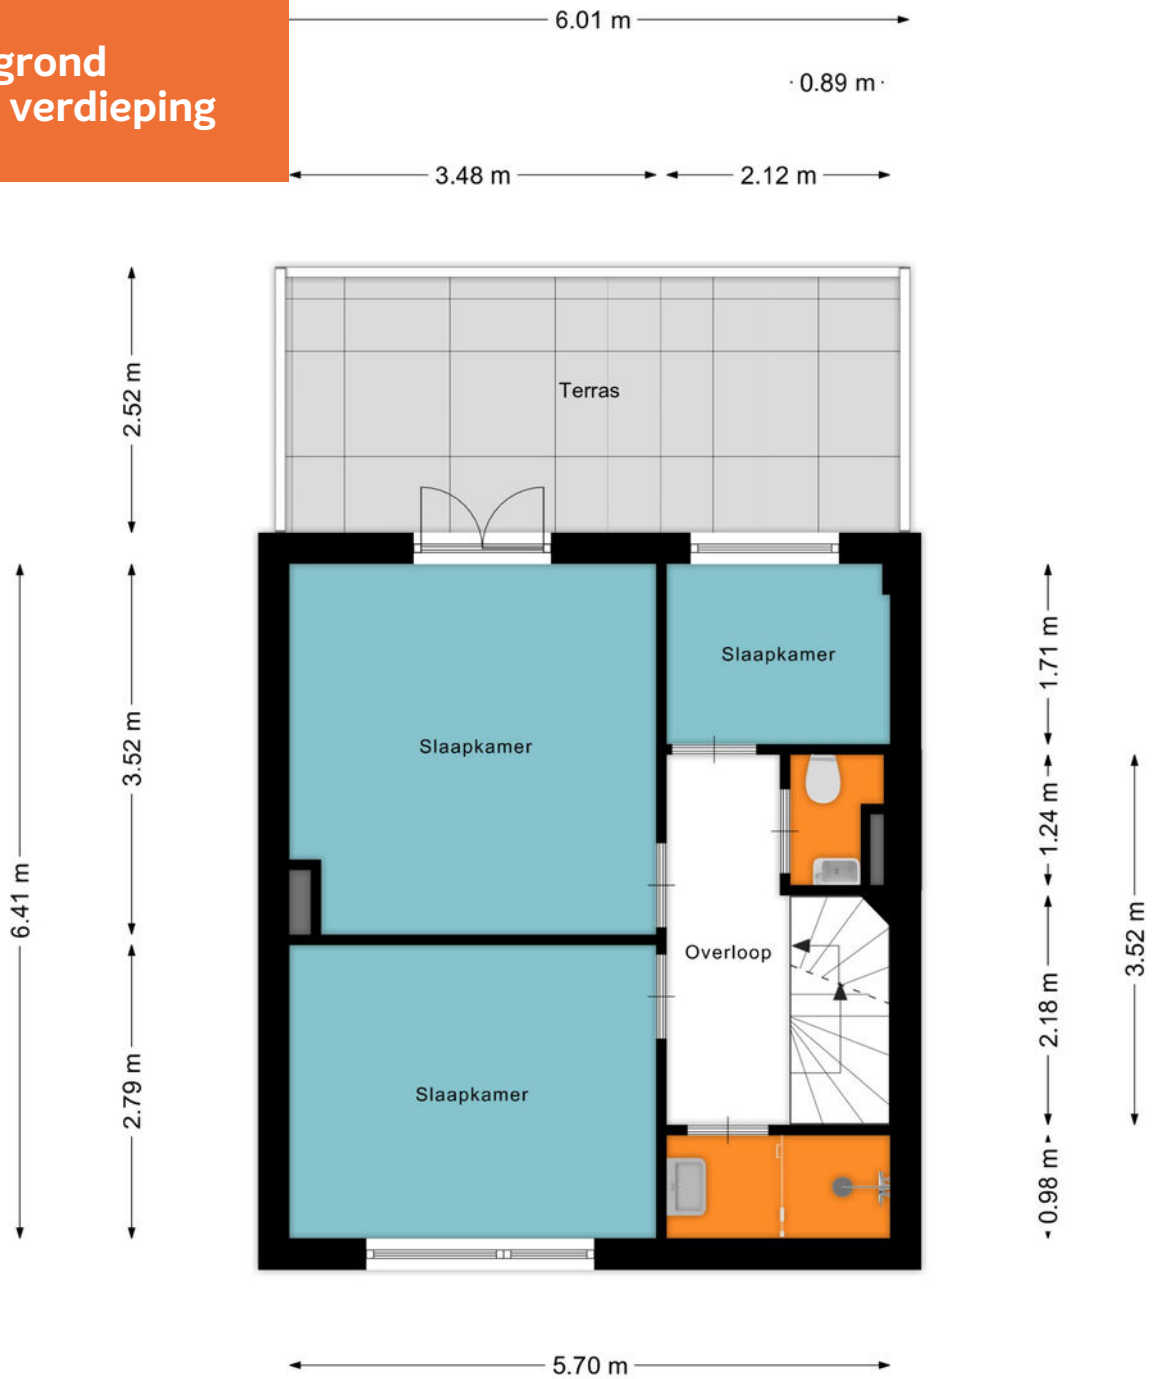 grond
verdieping
6.01 m
0.89 m
3.48 m
2.12 m
2.52 m
Terras
Slaapkamer
1.71 m
3.52 m
Slaapkamer
1.24 m
6.41 m
3.52 m
Overloop
2.18 m
2.79 m
Slaapkamer
0.98 m
5.70 m